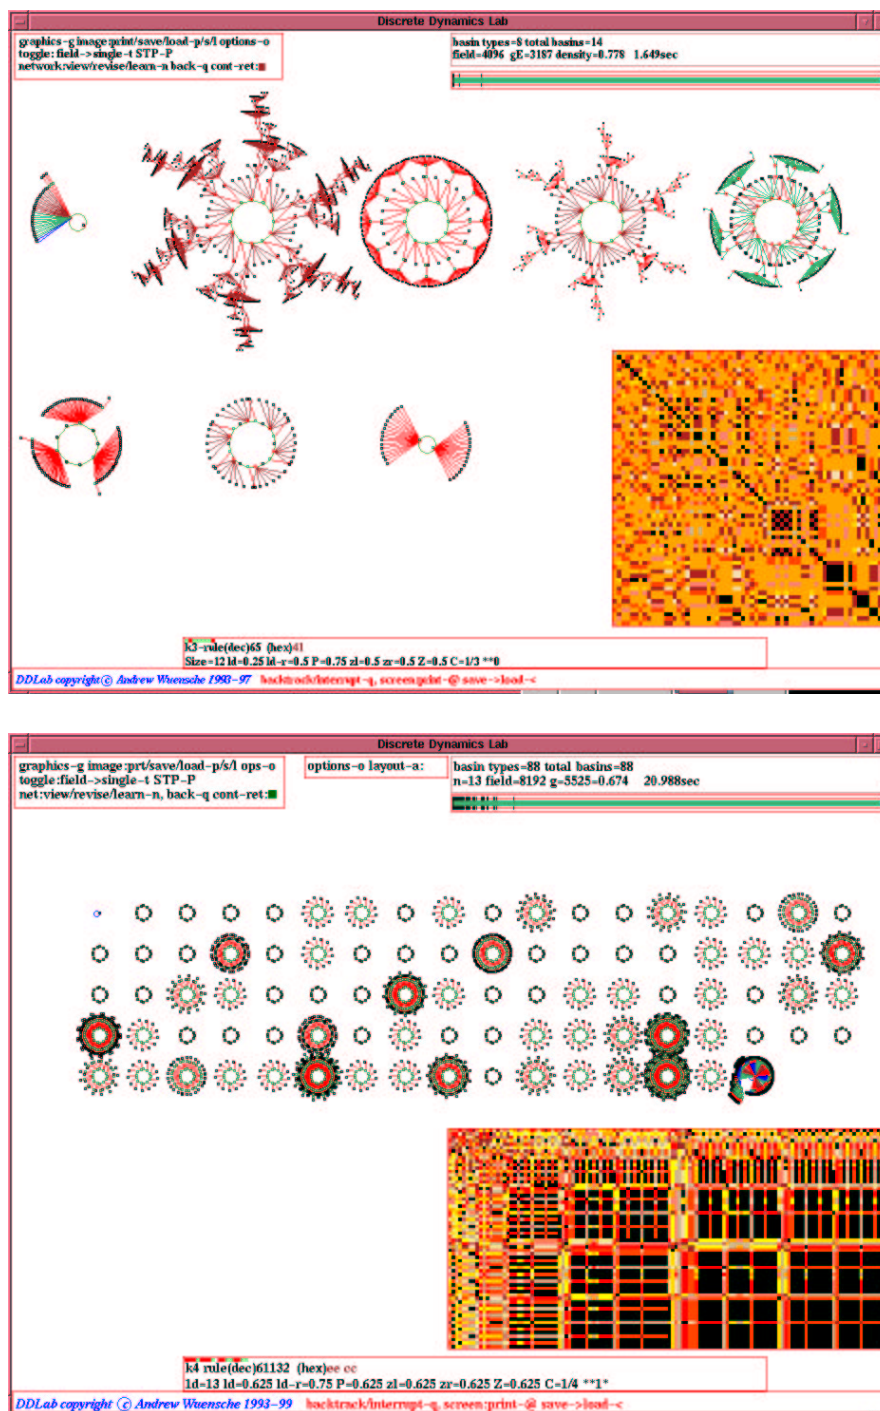 Discrete Dynamics Lab
graphics-g image:print/save/load-p/s/l options-o
toggle: field->single-t STP-P
network:view/revise/learn-n back-q cont-ret:
basin types=8 total basins=14
field=4096 gE=3187 density=0.778 1.649sec
k3-rule(dec)65 (hex)41
Size=12 ld=0.25 ld-r=0.5 P=0.75 zl=0.5 zr=0.5 Z=0.5 C=1/3 **0
DDLab copyright© Andrew Wuensche 1993-97 backtrack/interrupt-q, screen:print-@ save->load-<
Discrete Dynamics Lab
graphics-g image:prt/save/load-p/s/l ops-o
toggle:field->single-t STP-P
net:view/revise/learn-n, back-q cont-ret:
options-o layout-a:
basin types=88 total basins=88
n=13 field=8192 g=5525=0.674 20.988sec
k4 rule(dec)61132 (hex)ee cc
1d=13 ld=0.625 ld-r=0.75 P=0.625 zl=0.625 zr=0.625 Z=0.625 C=1/4 **1*
DDLab copyright © Andrew Wuensche 1993-99 backtrack/interrupt-q, screen:print-@ save->load-<